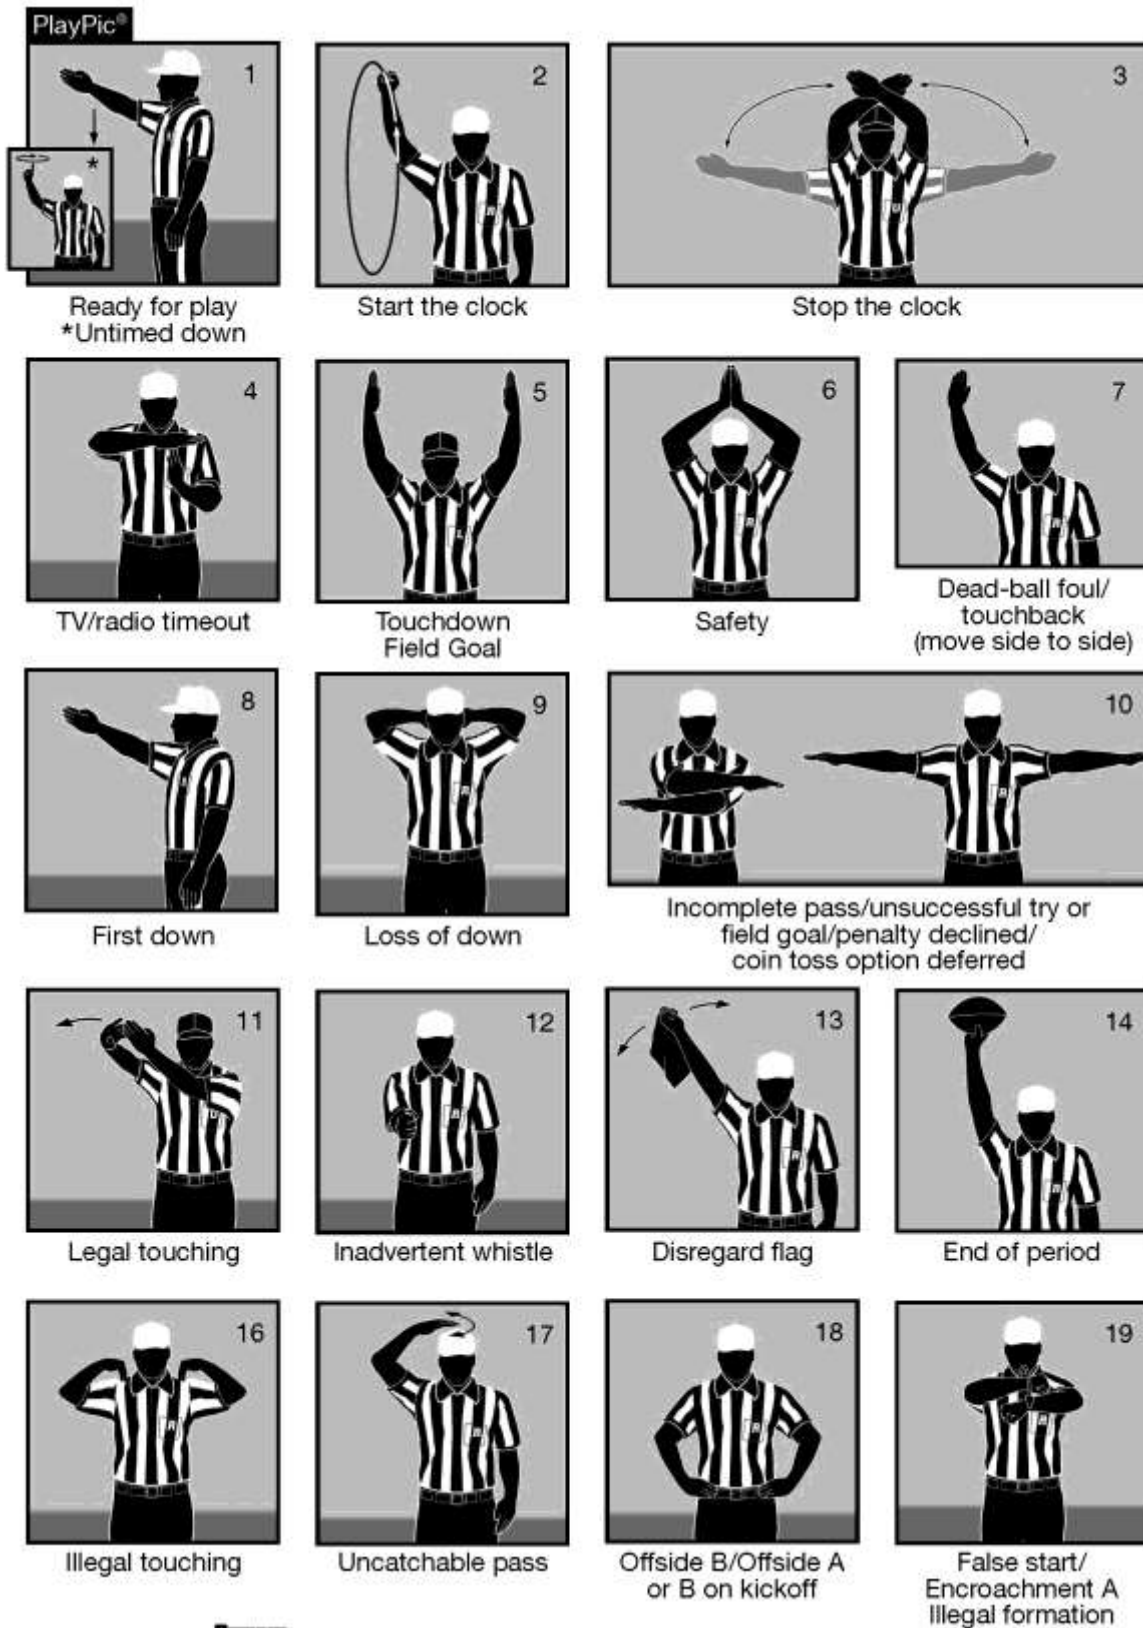 PlayPic®
1
2
3
Ready for play
*Untimed down
Start the clock
Stop the clock
4
5
6
7
TV/radio timeout
Touchdown
Field Goal
Safety
Dead-ball foul/
touchback
(move side to side)
8
9
10
First down
Loss of down
Incomplete pass/unsuccessful try or
field goal/penalty declined/
coin toss option deferred
11
12
13
14
Legal touching
Inadvertent whistle
Disregard flag
End of period
16
17
18
19
Illegal touching
Uncatchable pass
Offside B/Offside A
or B on kickoff
False start/
Encroachment A
Illegal formation